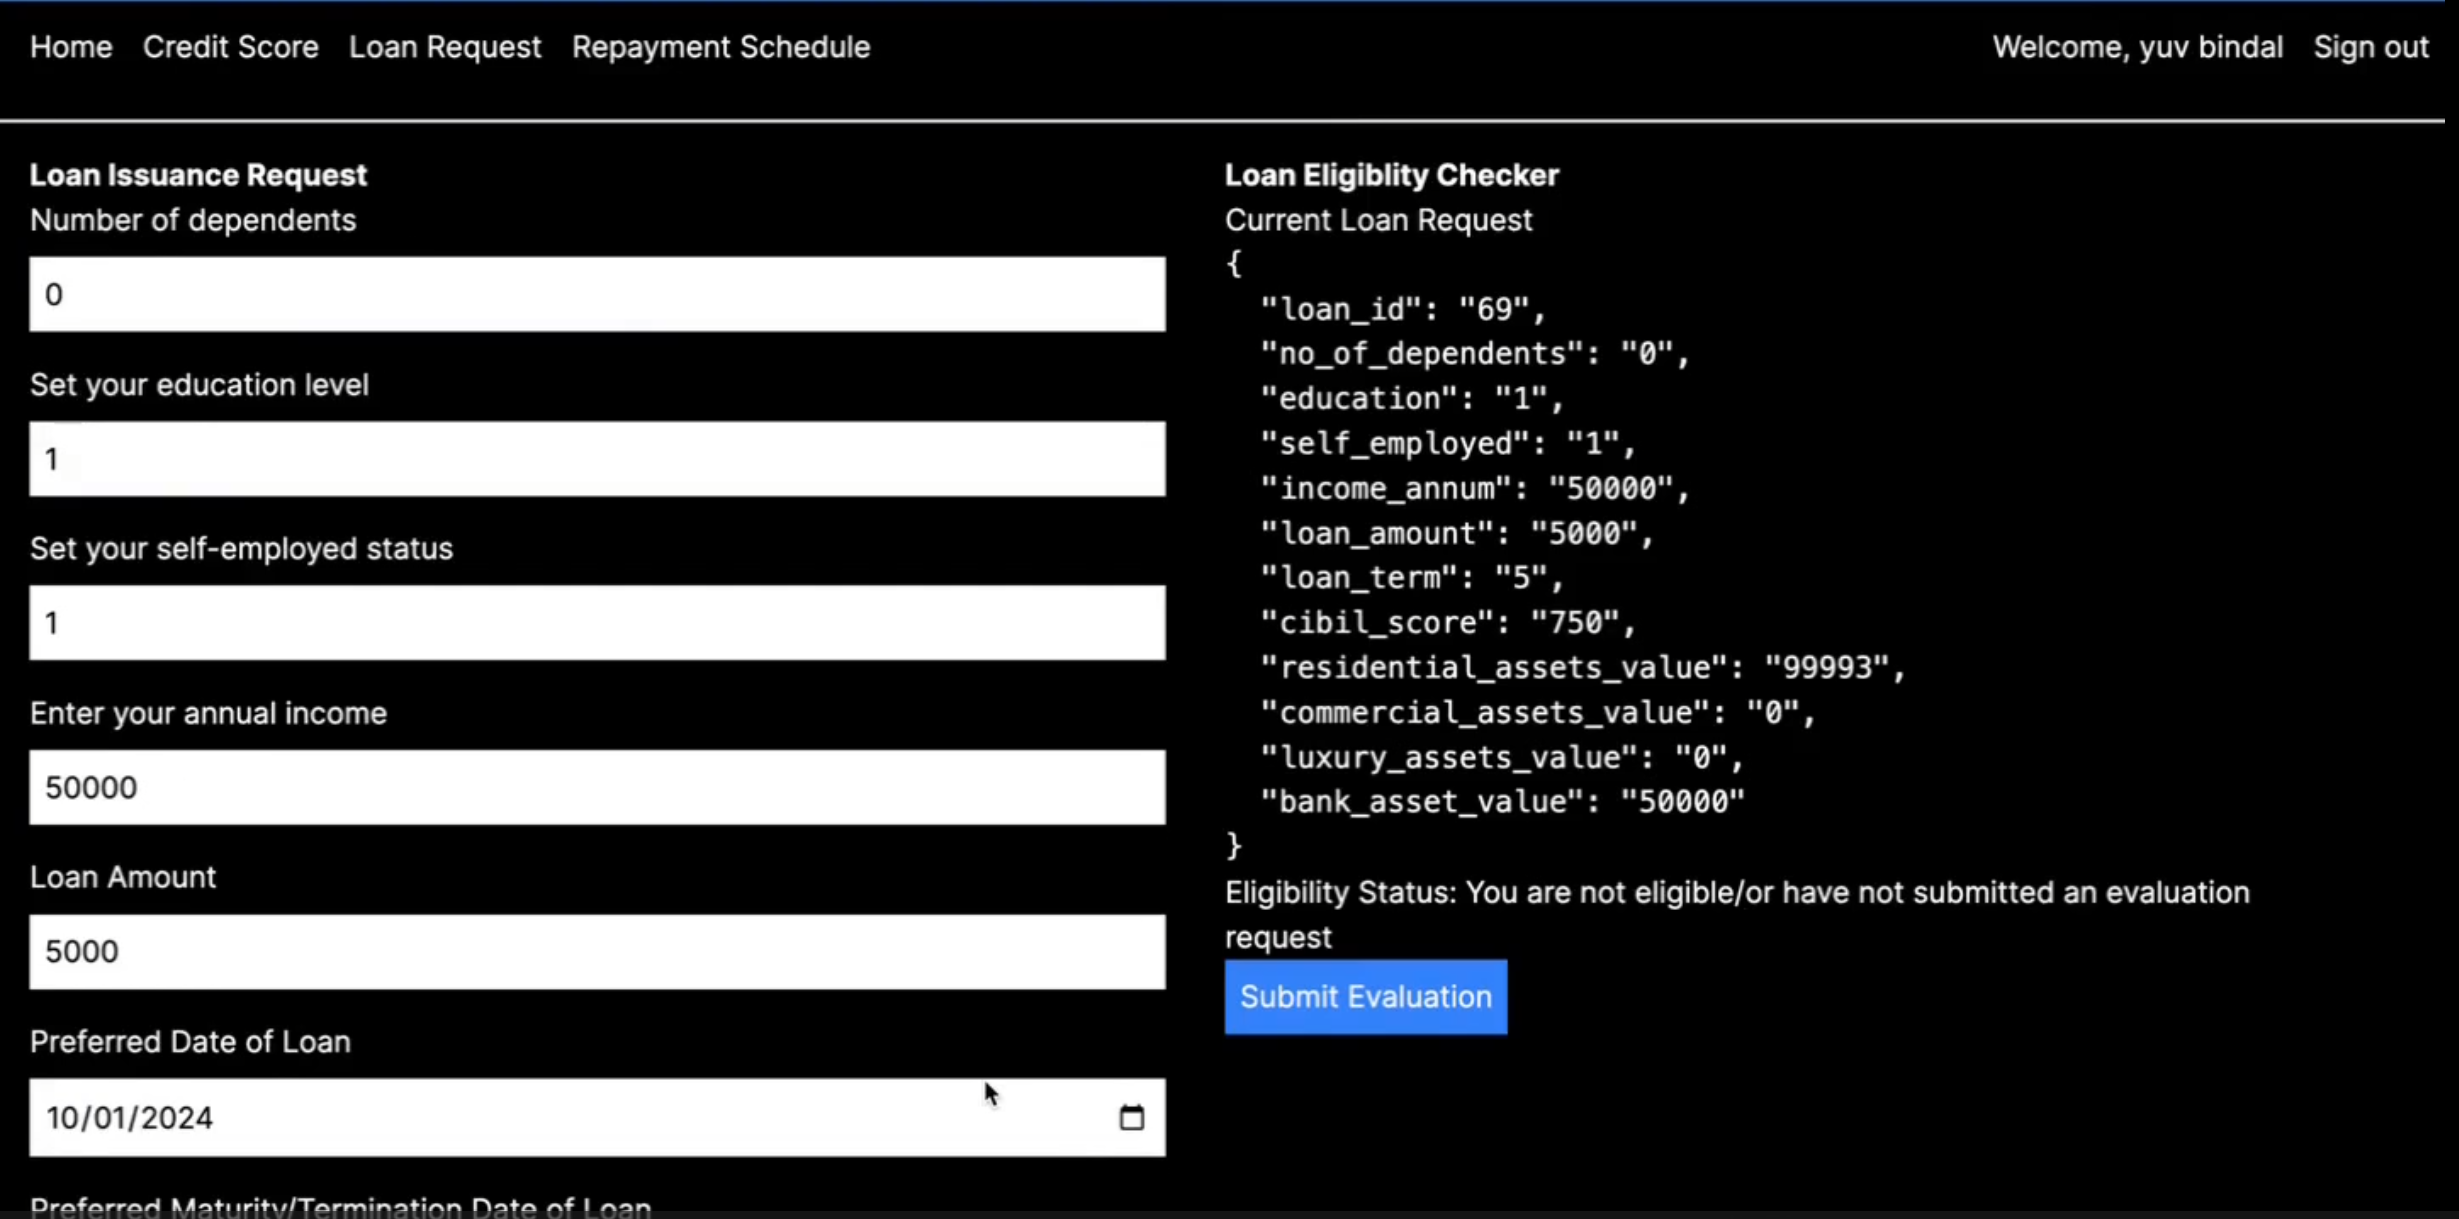 Home Credit Score Loan Request Repayment Schedule Welcome, yuv bindal Sign out
Loan Issuance Request
Number of dependents
0
Set your education level
1
Set your self-employed status
1
Enter your annual income
50000
Loan Amount
5000
Preferred Date of Loan
10/01/2024
Preferred Maturity/Termination Date of Loan
Loan Eligiblity Checker
Current Loan Request
{
"loan_id": "69",
"no_of_dependents": "0",
"education": "1",
"self_employed": "1",
"income_annum": "50000",
"loan_amount": "5000",
"loan_term": "5",
"cibil_score": "750",
"residential_assets_value": "99993",
"commercial_assets_value": "0",
"luxury_assets_value": "0",
"bank_asset_value": "50000"
}
Eligibility Status: You are not eligible/or have not submitted an evaluation
request
Submit Evaluation